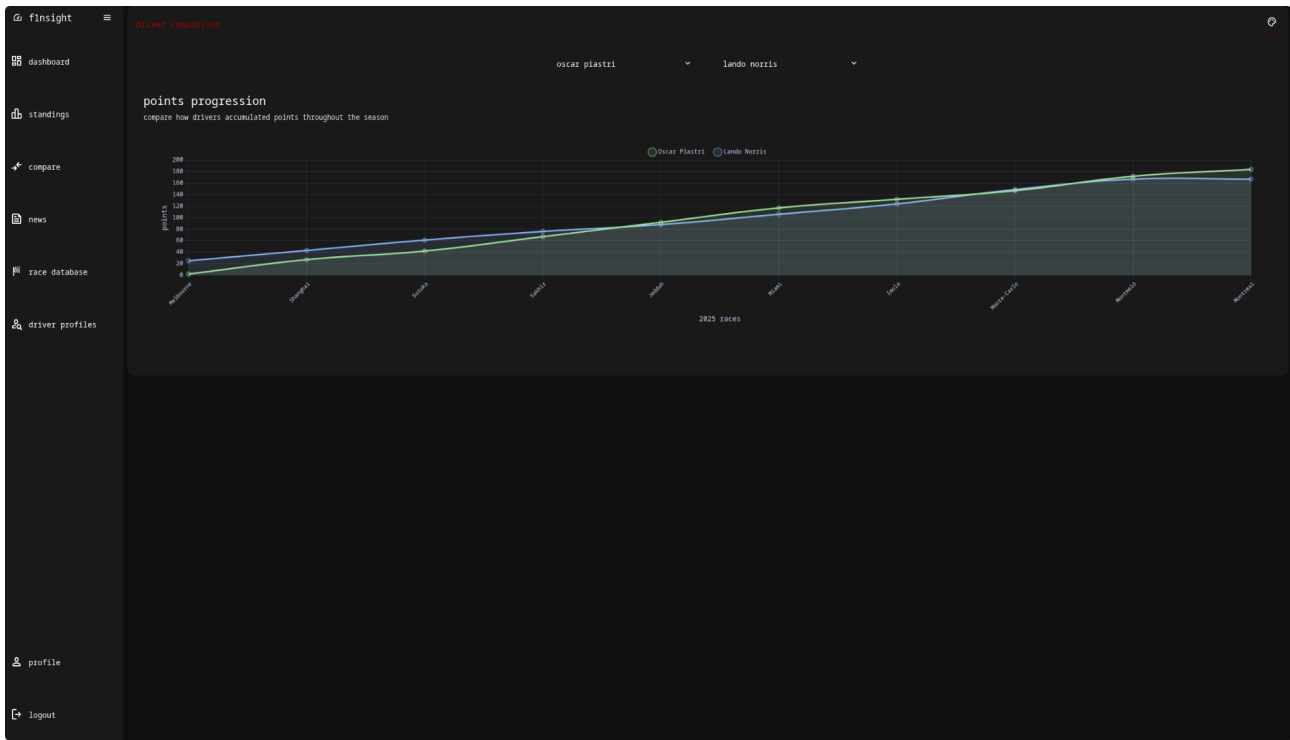 f1nsight
dashboard
standings
compare
news
race database
driver profiles
profile
logout
driver comparison
oscar piastri
lando norris
points progression
compare how drivers accumulated points throughout the season
Oscar Piastri Lando Norris
200
180
160
140
120
100
80
60
40
20
0
points
Melbourne
Shanghai
Suzuka
Sakhir
Jeddah
Miami
Imola
Monte-Carlo
Montmeló
Montreal
2025 races